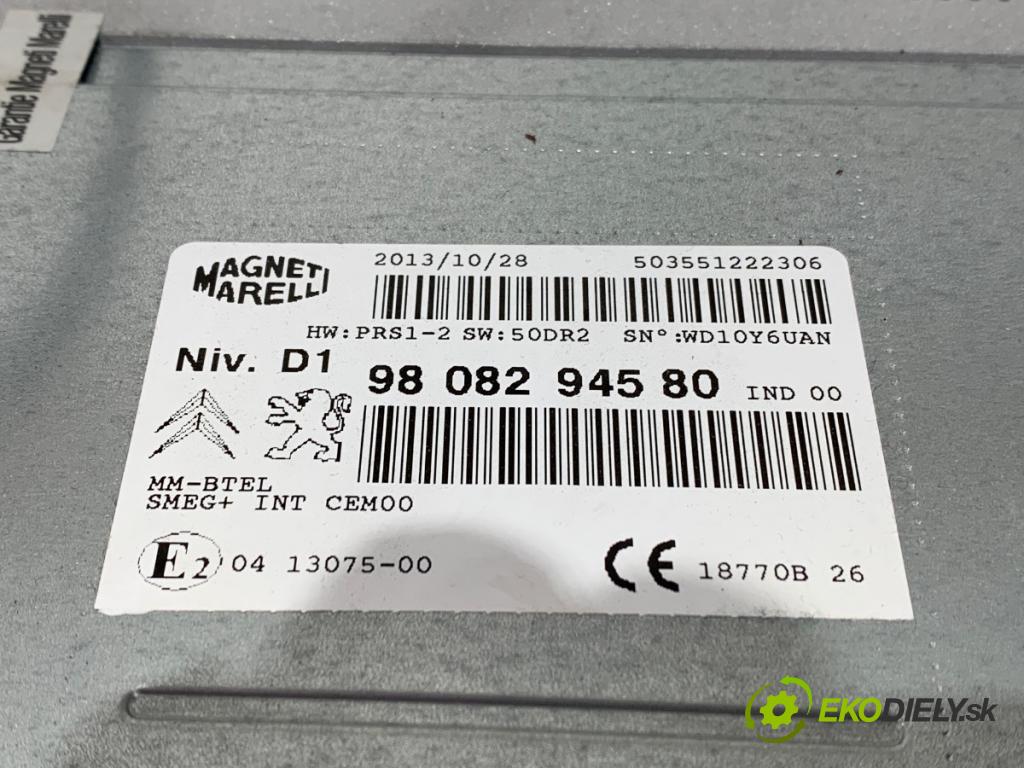 Garantie Magneti Marelli
MAGNETI MARELLI
2013/10/28 503551222306
HW:PRS1-2 SW:50DR2 SN°:WD10Y6UAN
Niv. D1 98 082 945 80 IND 00
MM-BTEL
SMEG+ INT CEM00
E2 04 13075-00 CE 18770B 26
EKODIELY.sk